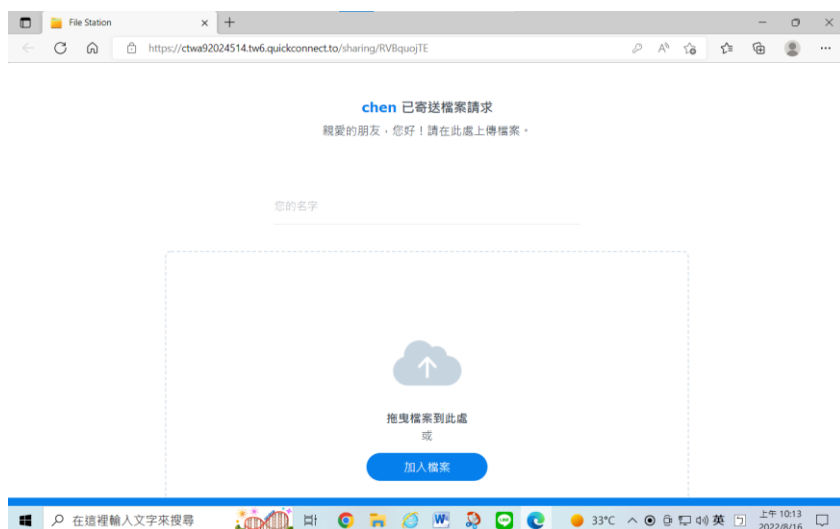 File Station
https://ctwa92024514.tw6.quickconnect.to/sharing/RVBquojTE
chen 已寄送檔案請求
親愛的朋友,您好!請在此處上傳檔案。
您的名字
拖曳檔案到此處
或
加入檔案
在這裡輸入文字來搜尋
33°C
英
上午 10:13
2022/8/16